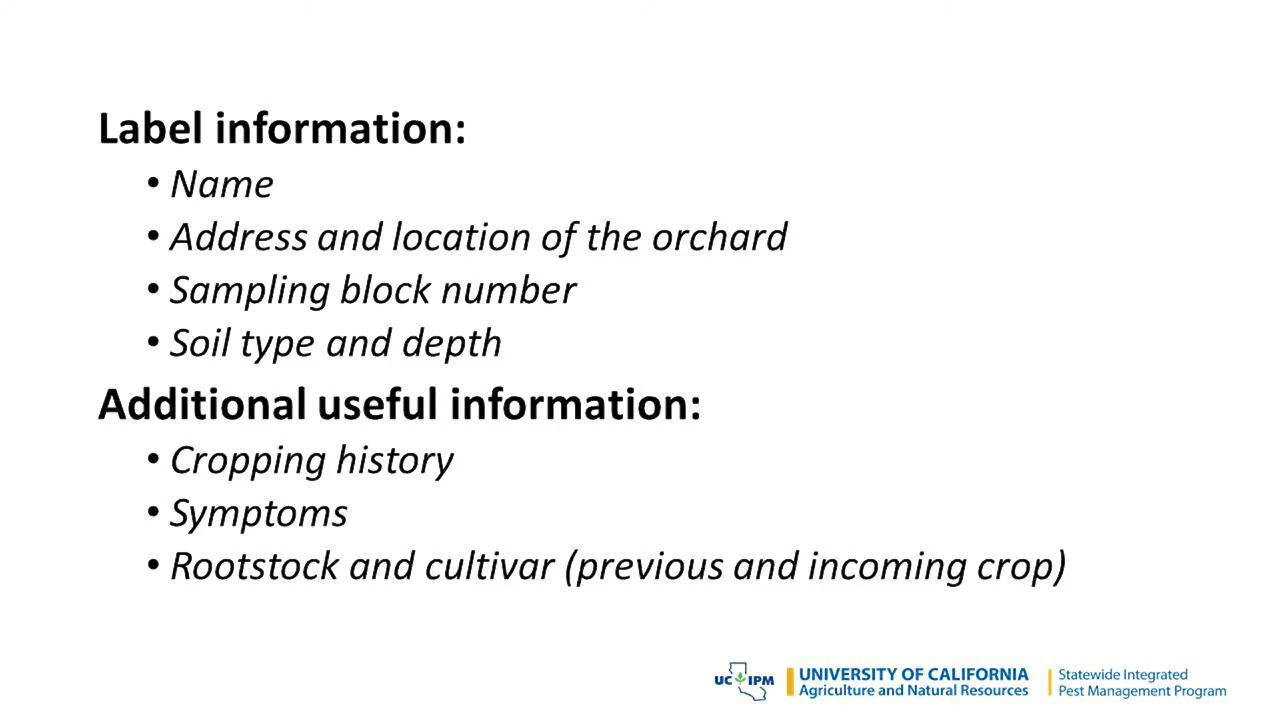 Label information:
• Name
• Address and location of the orchard
• Sampling block number
• Soil type and depth
Additional useful information:
• Cropping history
• Symptoms
• Rootstock and cultivar (previous and incoming crop)
UC IPM
UNIVERSITY OF CALIFORNIA
Agriculture and Natural Resources
Statewide Integrated
Pest Management Program